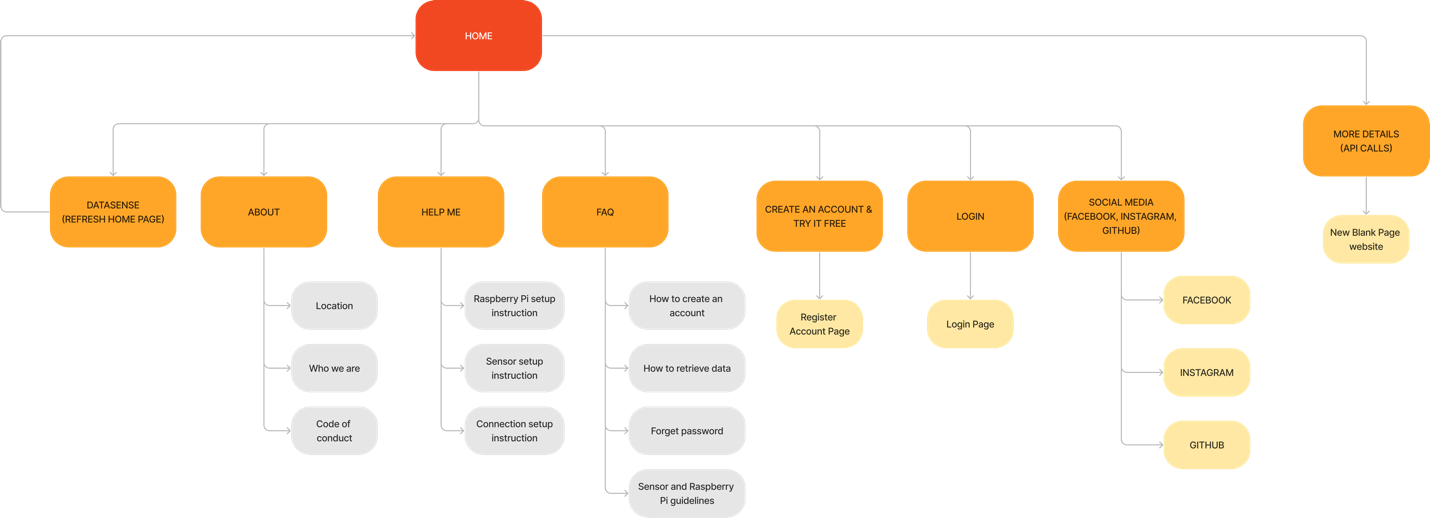 HOME
MORE DETAILS
(API CALLS)
DATASENSE
(REFRESH HOME PAGE)
ABOUT
HELP ME
FAQ
CREATE AN ACCOUNT &
TRY IT FREE
LOGIN
SOCIAL MEDIA
(FACEBOOK, INSTAGRAM,
GITHUB)
New Blank Page
website
Location
Who we are
Code of
conduct
Raspberry Pi setup
instruction
Sensor setup
instruction
Connection setup
instruction
How to create an
account
How to retrieve data
Forget password
Sensor and Raspberry
Pi guidelines
Register
Account Page
Login Page
FACEBOOK
INSTAGRAM
GITHUB